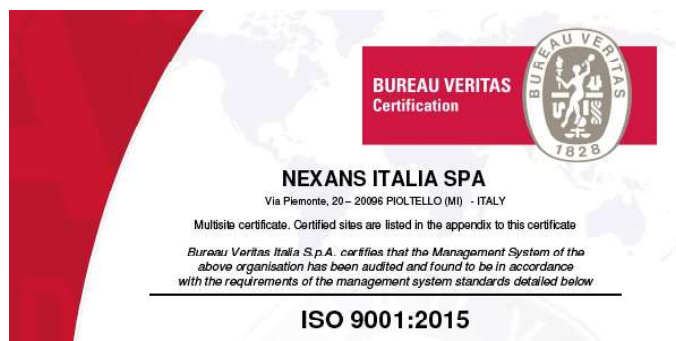 BUREAU VERITAS
Certification
BUREAU VERITAS
1828
NEXANS ITALIA SPA
Via Piemonte, 20 – 20096 PIOLTELLO (MI) - ITALY
Multisite certificate. Certified sites are listed in the appendix to this certificate
Bureau Veritas Italia S.p.A. certifies that the Management System of the
above organisation has been audited and found to be in accordance
with the requirements of the management system standards detailed below
ISO 9001:2015